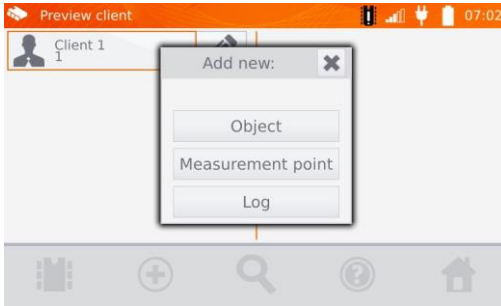 Preview client
07:02
Client 1
1
Add new:
Object
Measurement point
Log